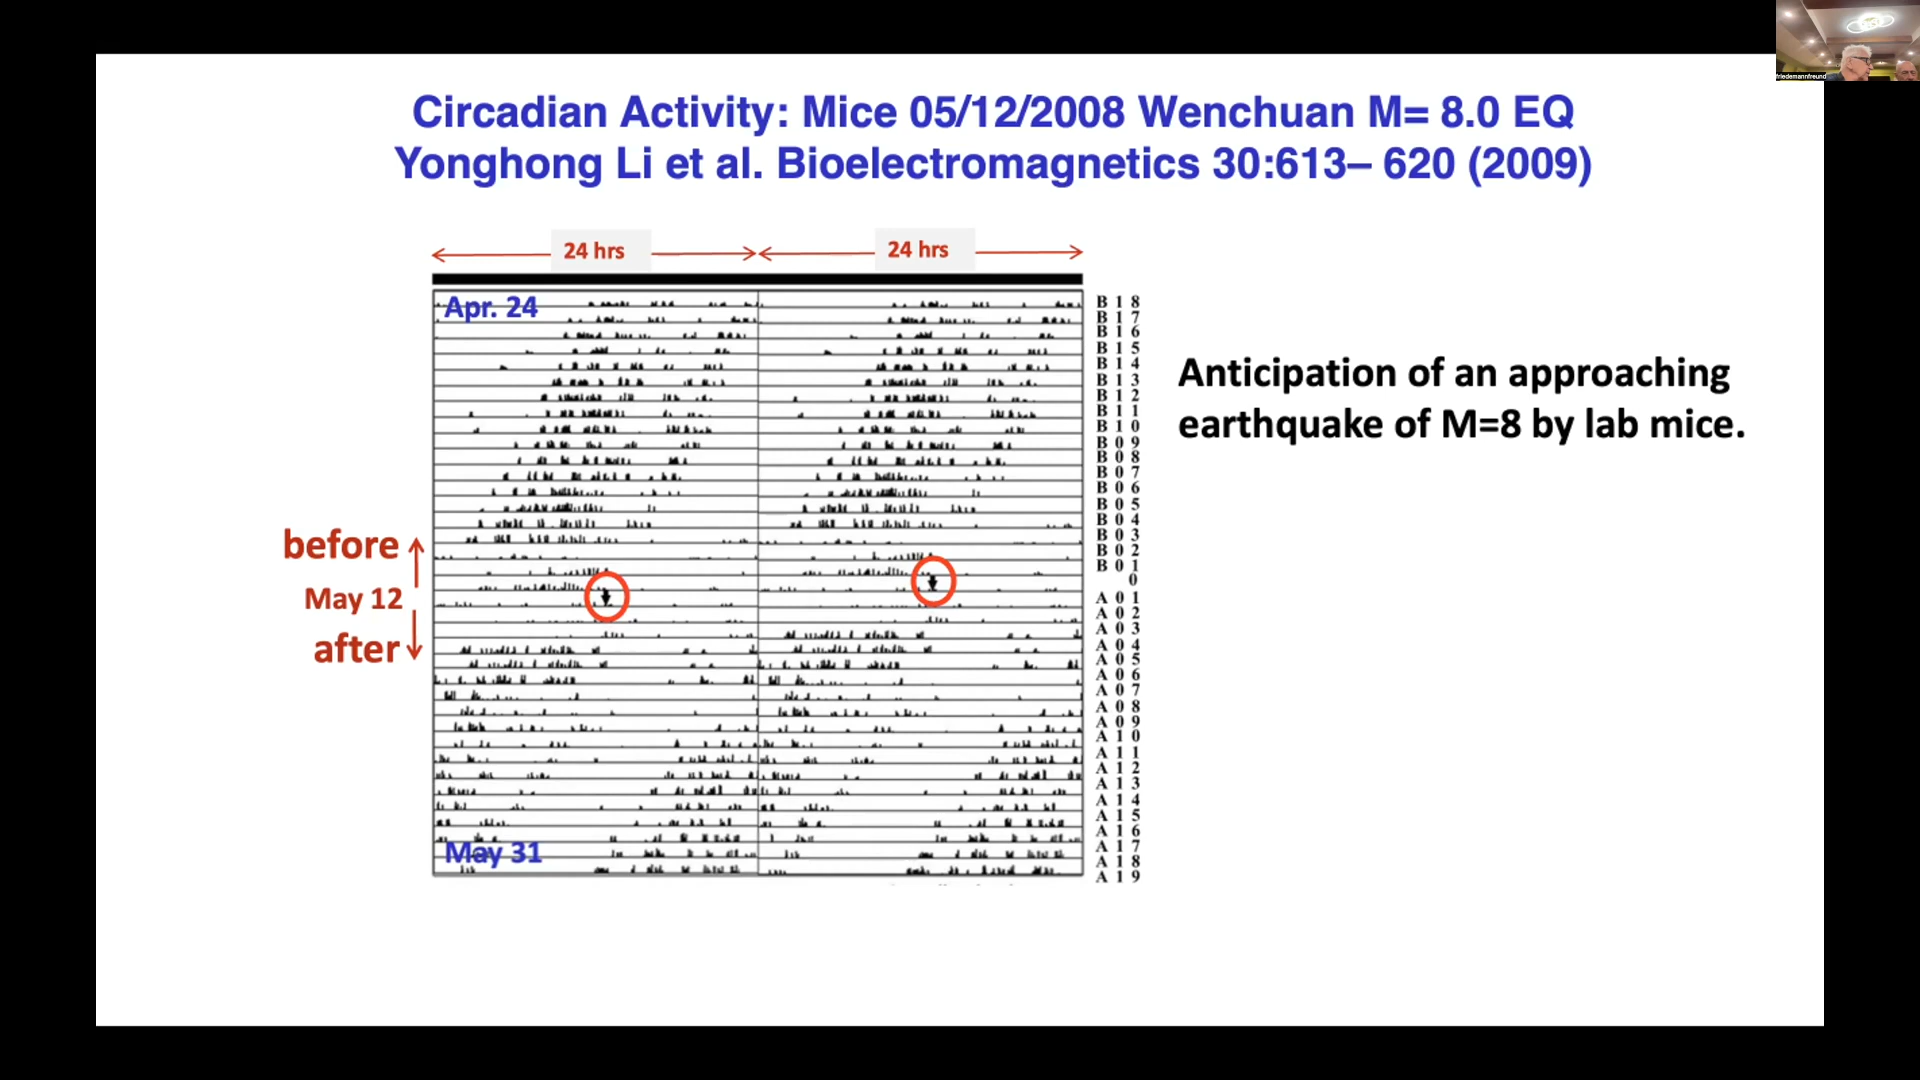 friedemannfreund
Circadian Activity: Mice 05/12/2008 Wenchuan M= 8.0 EQ
Yonghong Li et al. Bioelectromagnetics 30:613– 620 (2009)
24 hrs
24 hrs
Apr. 24
B 1 8
B 1 7
B 1 6
B 1 5
B 1 4
B 1 3
B 1 2
B 1 1
B 1 0
B 0 9
B 0 8
B 0 7
B 0 6
B 0 5
B 0 4
B 0 3
B 0 2
B 0 1
0
A 0 1
A 0 2
A 0 3
A 0 4
A 0 5
A 0 6
A 0 7
A 0 8
A 0 9
A 1 0
A 1 1
A 1 2
A 1 3
A 1 4
A 1 5
A 1 6
A 1 7
A 1 8
A 1 9
Anticipation of an approaching
earthquake of M=8 by lab mice.
before
May 12
after
May 31